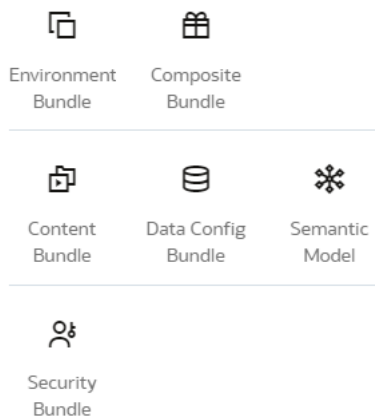 Environment Composite
Bundle Bundle
Content Data Config Semantic
Bundle Bundle Model
Security
Bundle